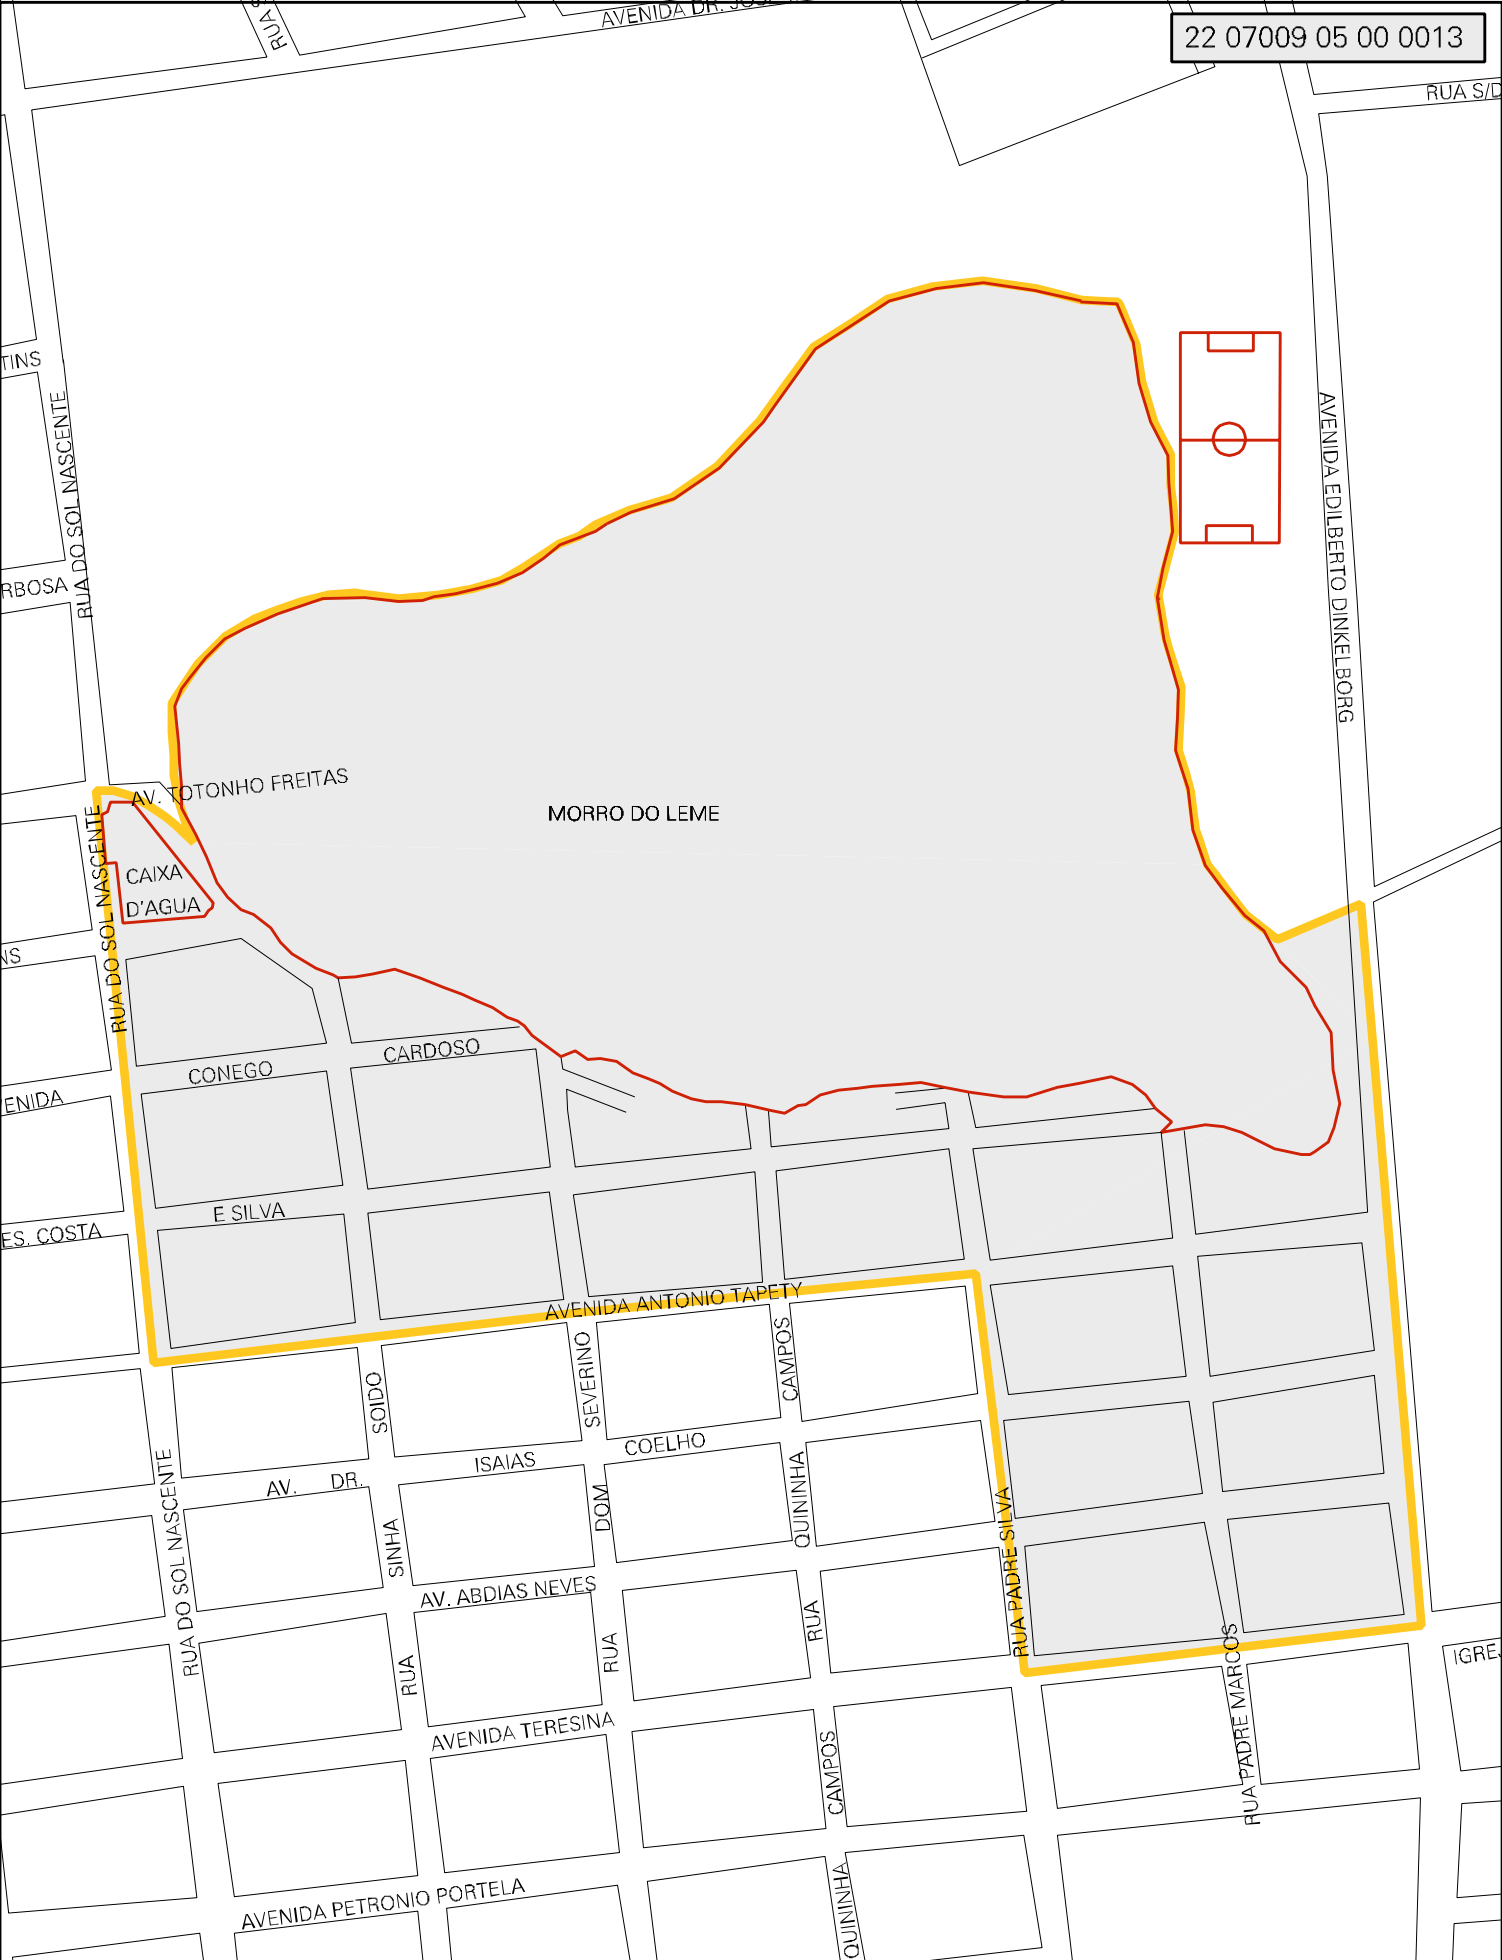 AVENIDA DR.
RUA
22 07009 05 00 0013
RUA S/D
TINS
RUA DO SOL NASCENTE
AVENIDA EDILBERTO DINKELBORG
RBOSA
AV. TOTONHO FREITAS
MORRO DO LEME
RUA DO SOL NASCENTE
CAIXA
D'AGUA
NS
CARDOSO
CONEGO
VENIDA
E SILVA
ES. COSTA
AVENIDA ANTONIO TAPETY
SOIDO
SEVERINO
CAMPOS
COELHO
ISAIAS
AV. DR.
RUA DO SOL NASCENTE
SINHA
DOM
QUININHA
RUA PADRE SILVA
AV. ABDIAS NEVES
RUA
RUA
RUA
RUA PADRE MARCOS
IGREJ
AVENIDA TERESINA
CAMPOS
QUININHA
AVENIDA PETRONIO PORTELA